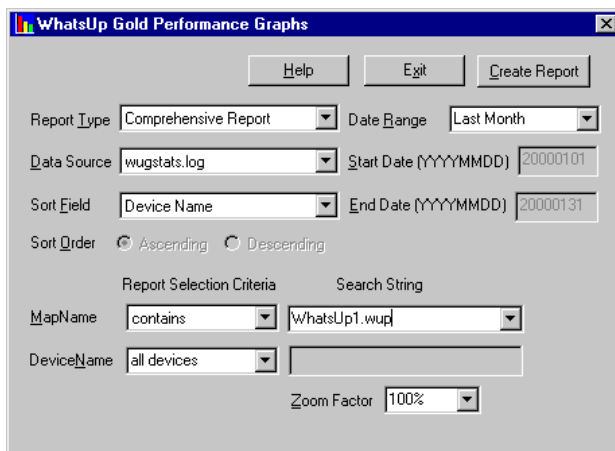 WhatsUp Gold Performance Graphs
Help Exit Create Report
Report Type Comprehensive Report Date Range Last Month
Data Source wugstats.log Start Date (YYYYMMDD) 20000101
Sort Field Device Name End Date (YYYYMMDD) 20000131
Sort Order Ascending Descending
Report Selection Criteria Search String
MapName contains WhatsUp1.wup
DeviceName all devices
Zoom Factor 100%